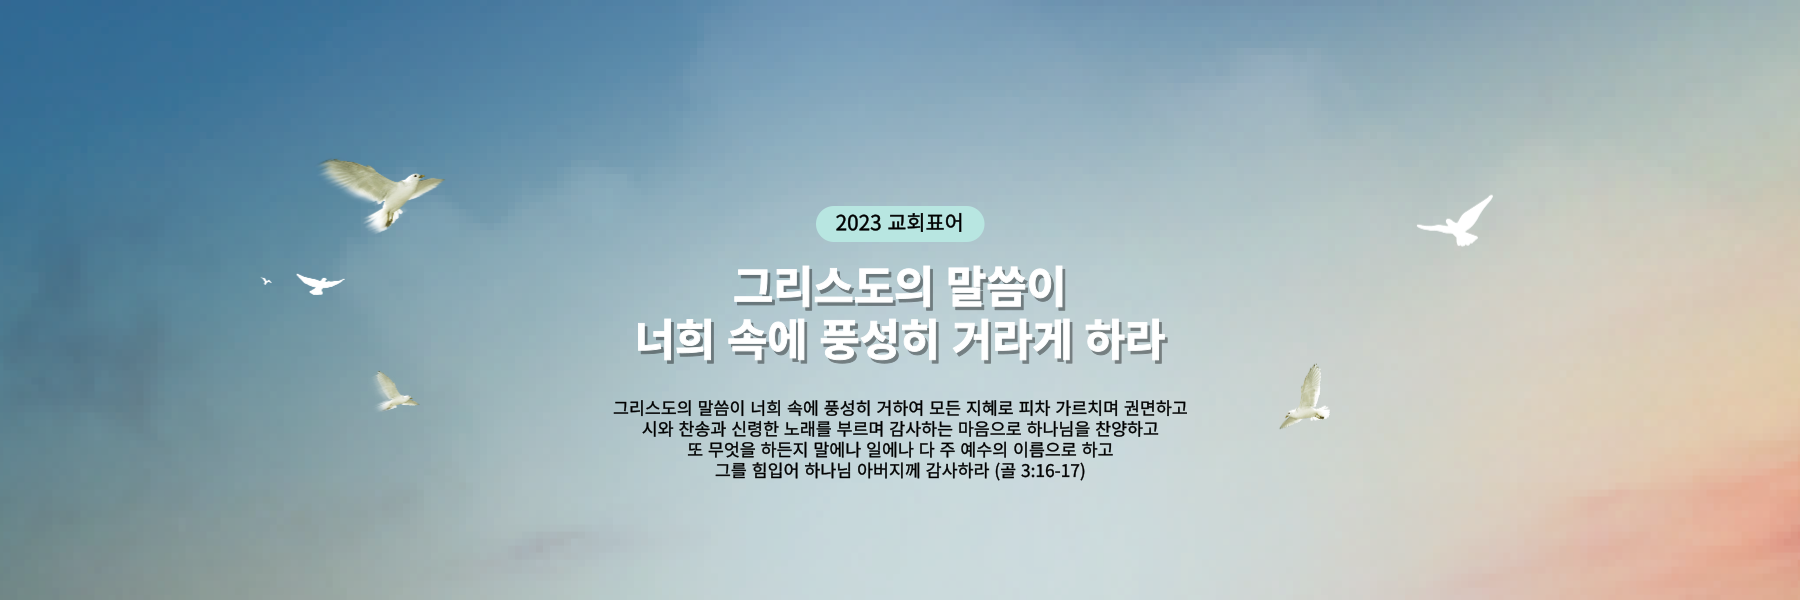 2023 교회표어
그리스도의 말씀이
너희 속에 풍성히 거라게 하라
그리스도의 말씀이 너희 속에 풍성히 거하여 모든 지혜로 피차 가르치며 권면하고
시와 찬송과 신령한 노래를 부르며 감사하는 마음으로 하나님을 찬양하고
또 무엇을 하든지 말에나 일에나 다 주 예수의 이름으로 하고
그를 힘입어 하나님 아버지께 감사하라 (골 3:16-17)